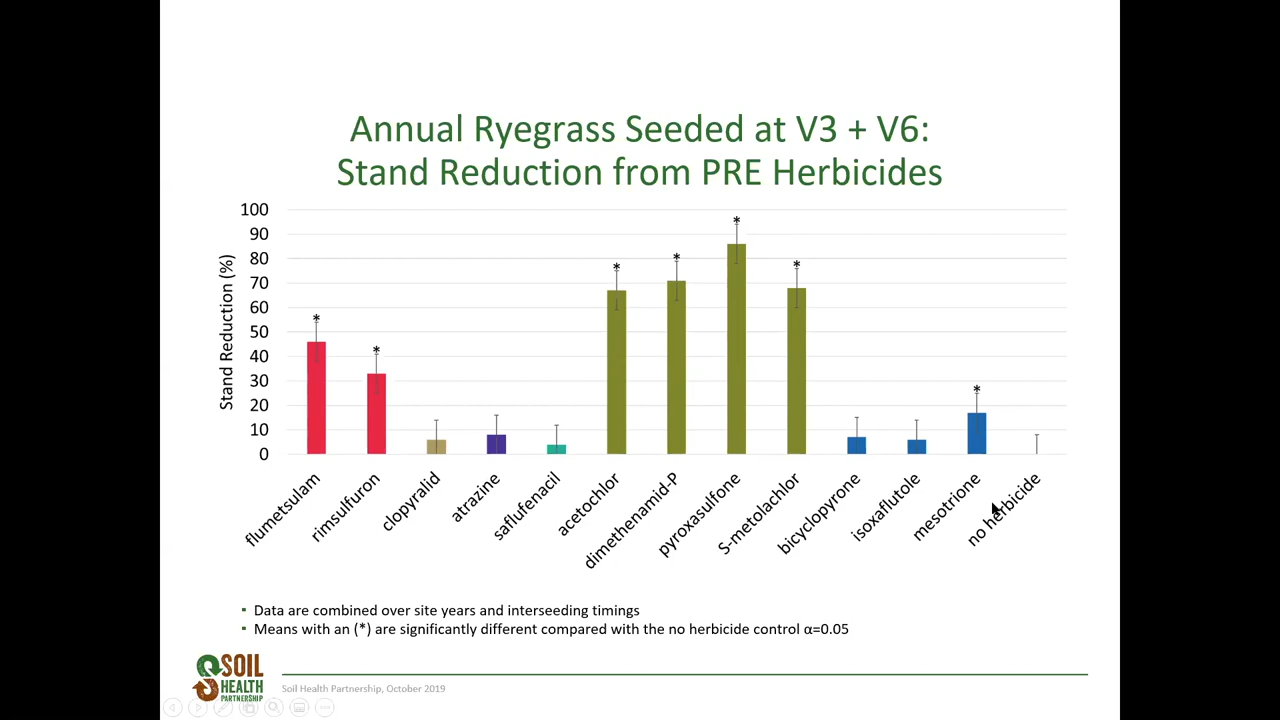 Annual Ryegrass Seeded at V3 + V6:
Stand Reduction from PRE Herbicides
Stand Reduction (%)
100
90
80
70
60
50
40
30
20
10
0
*
*
*
*
*
*
*
flumetsulam
rimsulfuron
clopyralid
atrazine
saflufenacil
acetochlor
dimethenamid-P
pyroxasulfone
S-metolachlor
bicyclopyrone
isoxaflutole
mesotrione
no herbicide
▪ Data are combined over site years and interseeding timings
▪ Means with an (*) are significantly different compared with the no herbicide control α=0.05
SOIL
HEALTH
PARTNERSHIP
Soil Health Partnership, October 2019